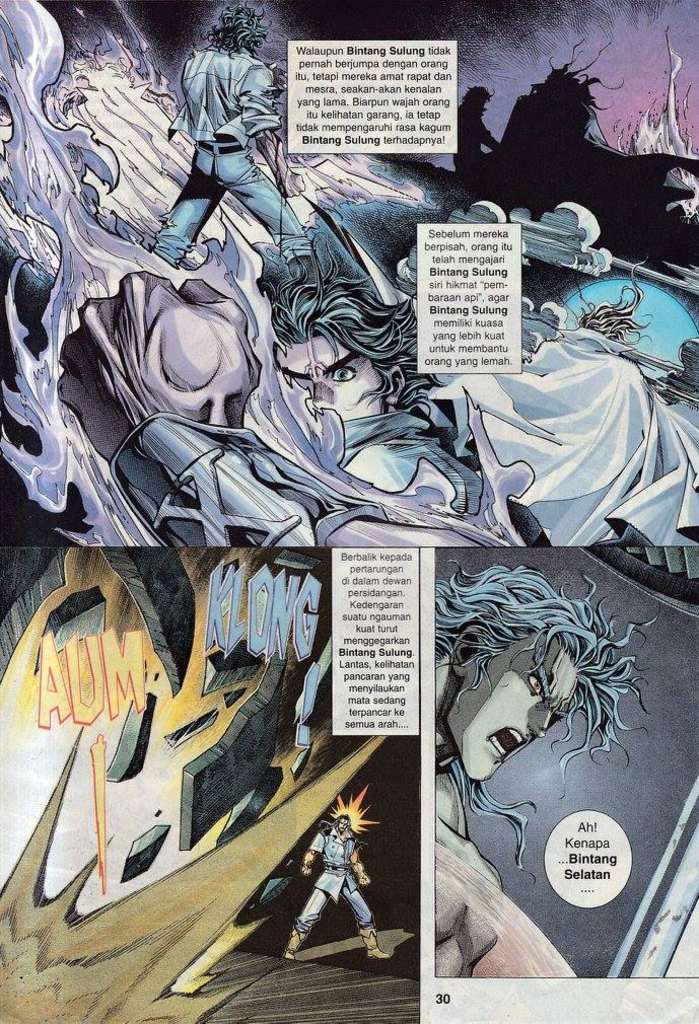 Walaupun Bintang Sulung tidak
pernah berjumpa dengan orang
itu, tetapi mereka amat rapat dan
mesra, seakan-akan kenalan
yang lama. Biarpun wajah orang
itu kelihatan garang, ia tetap
tidak mempengaruhi rasa kagum
Bintang Sulung terhadapnya!
Sebelum mereka
berpisah, orang itu
telah mengajari
Bintang Sulung
siri hikmat "pem-
baraan api", agar
Bintang Sulung
memiliki kuasa
yang lebih kuat
untuk membantu
orang yang lemah.
Berbalik kepada
pertarungan
di dalam dewan
persidangan.
Kedengaran
suatu ngauman
kuat turut
menggegarkan
Bintang Sulung.
Lantas, kelihatan
pancaran yang
menyilaukan
mata sedang
terpancar ke
semua arah....
AUM!
KLONG!
Ah!
Kenapa
...Bintang
Selatan
....
30